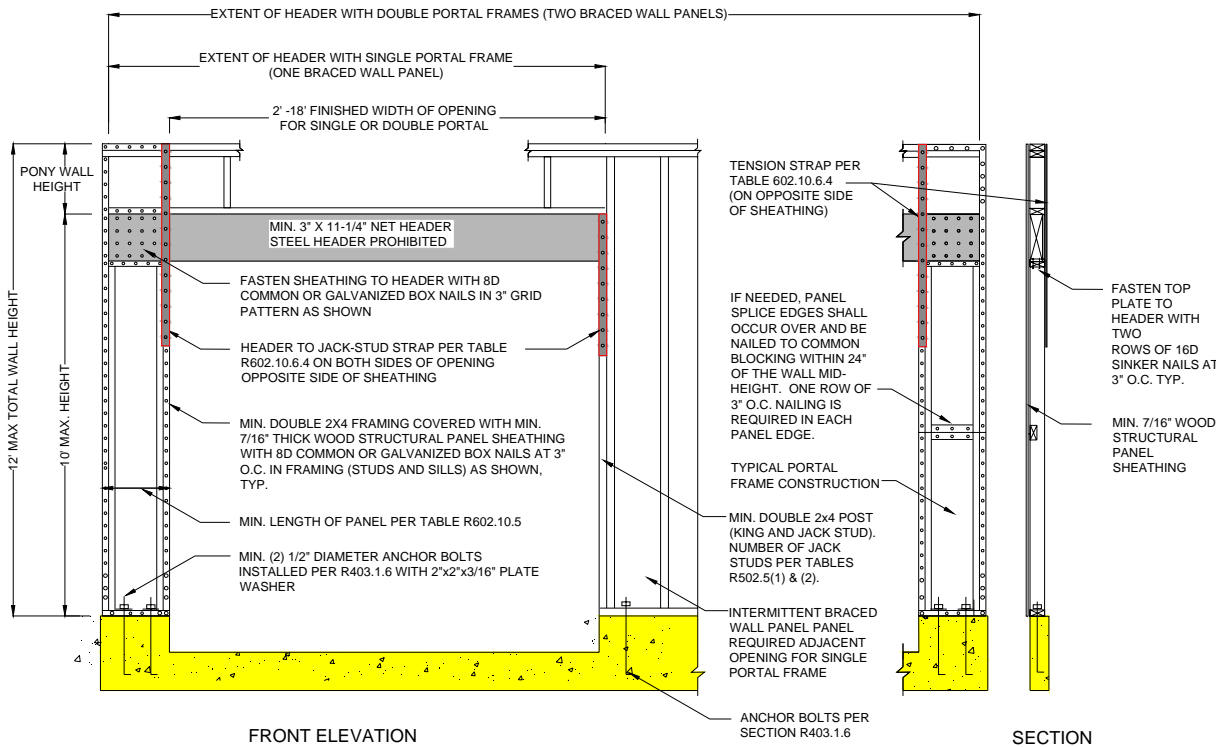 EXTENT OF HEADER WITH DOUBLE PORTAL FRAMES (TWO BRACED WALL PANELS)
EXTENT OF HEADER WITH SINGLE PORTAL FRAME
(ONE BRACED WALL PANEL)
2' -18' FINISHED WIDTH OF OPENING
FOR SINGLE OR DOUBLE PORTAL
PONY WALL
HEIGHT
12' MAX TOTAL WALL HEIGHT
10' MAX. HEIGHT
MIN. 3" X 11-1/4" NET HEADER
STEEL HEADER PROHIBITED
FASTEN SHEATHING TO HEADER WITH 8D
COMMON OR GALVANIZED BOX NAILS IN 3" GRID
PATTERN AS SHOWN
HEADER TO JACK-STUD STRAP PER TABLE
R602.10.6.4 ON BOTH SIDES OF OPENING
OPPOSITE SIDE OF SHEATHING
MIN. DOUBLE 2X4 FRAMING COVERED WITH MIN.
7/16" THICK WOOD STRUCTURAL PANEL SHEATHING
WITH 8D COMMON OR GALVANIZED BOX NAILS AT 3"
O.C. IN FRAMING (STUDS AND SILLS) AS SHOWN,
TYP.
MIN. LENGTH OF PANEL PER TABLE R602.10.5
MIN. (2) 1/2" DIAMETER ANCHOR BOLTS
INSTALLED PER R403.1.6 WITH 2"x2"x3/16" PLATE
WASHER
TENSION STRAP PER
TABLE 602.10.6.4
(ON OPPOSITE SIDE
OF SHEATHING)
IF NEEDED, PANEL
SPLICE EDGES SHALL
OCCUR OVER AND BE
NAILED TO COMMON
BLOCKING WITHIN 24"
OF THE WALL MID-
HEIGHT.  ONE ROW OF
3" O.C. NAILING IS
REQUIRED IN EACH
PANEL EDGE.
TYPICAL PORTAL
FRAME CONSTRUCTION
MIN. DOUBLE 2x4 POST
(KING AND JACK STUD).
NUMBER OF JACK
STUDS PER TABLES
R502.5(1) & (2).
INTERMITTENT BRACED
WALL PANEL PANEL
REQUIRED ADJACENT
OPENING FOR SINGLE
PORTAL FRAME
ANCHOR BOLTS PER
SECTION R403.1.6
FASTEN TOP
PLATE TO
HEADER WITH
TWO
ROWS OF 16D
SINKER NAILS AT
3" O.C. TYP.
MIN. 7/16" WOOD
STRUCTURAL
PANEL
SHEATHING
FRONT ELEVATION
SECTION